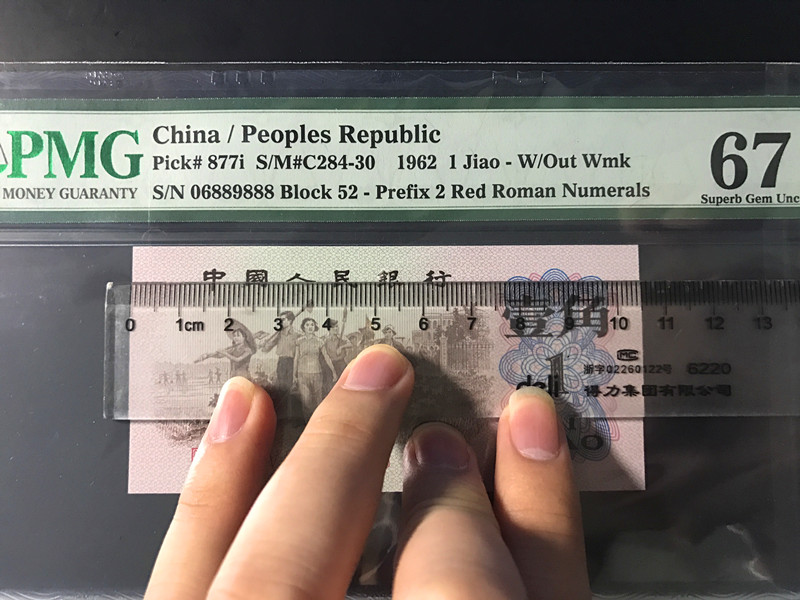 PMG
MONEY GUARANTY
China / Peoples Republic
Pick# 877i S/M#C284-30 1962 1 Jiao - W/Out Wmk
S/N 06889888 Block 52 - Prefix 2 Red Roman Numerals
67
Superb Gem Unc
中國人民銀行
壹角
0 1cm 2 3 4 5 6 7 8 9 10 11 12 13
MC
浙字02260122号 6220
deli 得力集团有限公司
1